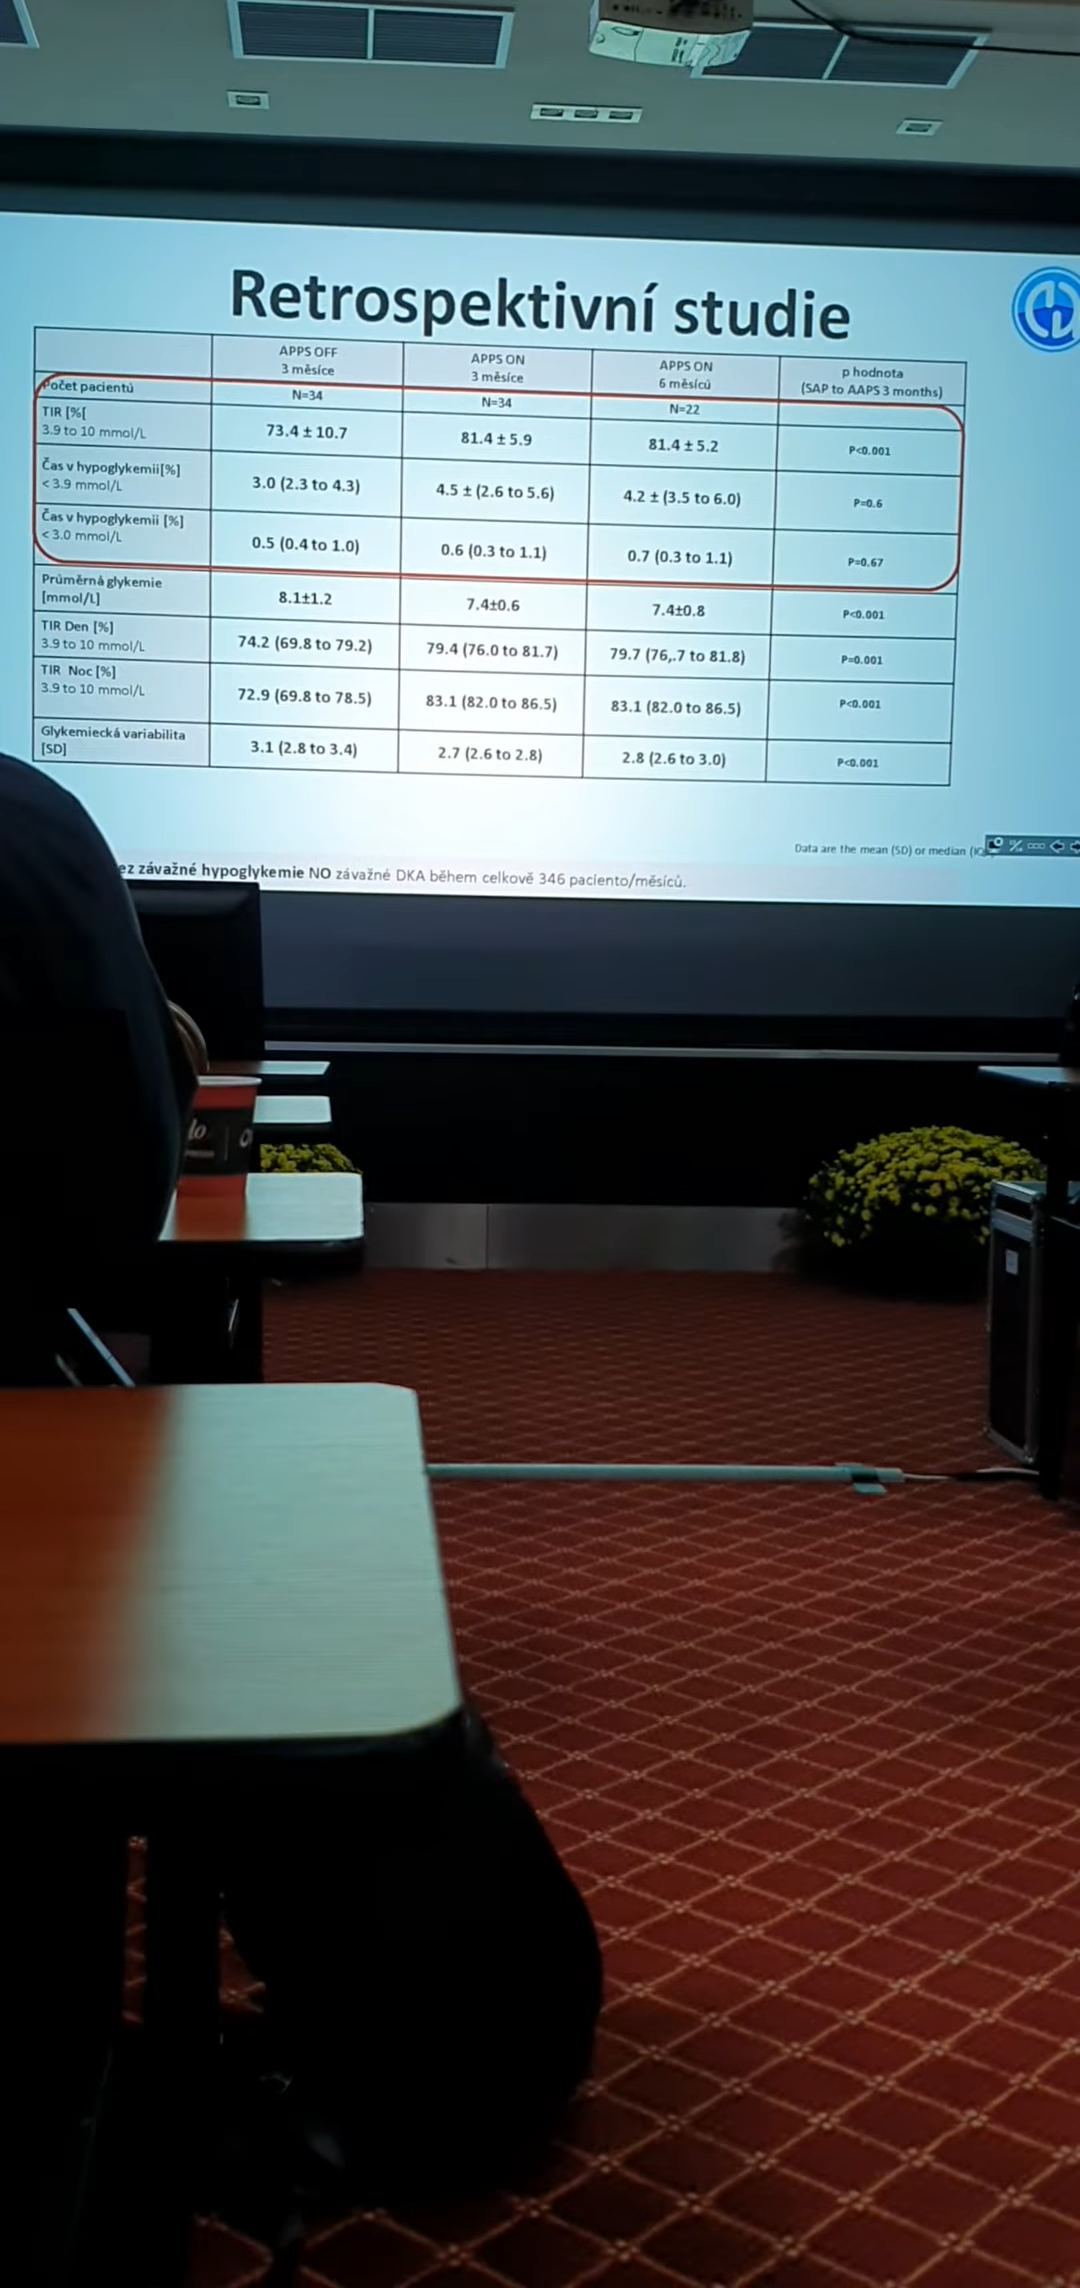 Retrospektivní studie
APPS OFF
3 měsíce
APPS ON
3 měsíce
APPS ON
6 měsíců
p hodnota
(SAP to AAPS 3 months)
Počet pacientů
N=34
N=34
N=22
TIR [%[
3.9 to 10 mmol/L
73.4 ± 10.7
81.4 ± 5.9
81.4 ± 5.2
P<0.001
Čas v hypoglykemii[%]
< 3.9 mmol/L
3.0 (2.3 to 4.3)
4.5 ± (2.6 to 5.6)
4.2 ± (3.5 to 6.0)
P=0.6
Čas v hypoglykemii [%]
< 3.0 mmol/L
0.5 (0.4 to 1.0)
0.6 (0.3 to 1.1)
0.7 (0.3 to 1.1)
P=0.67
Průměrná glykemie
[mmol/L]
8.1±1.2
7.4±0.6
7.4±0.8
P<0.001
TIR Den [%]
3.9 to 10 mmol/L
74.2 (69.8 to 79.2)
79.4 (76.0 to 81.7)
79.7 (76,.7 to 81.8)
P=0.001
TIR Noc [%]
3.9 to 10 mmol/L
72.9 (69.8 to 78.5)
83.1 (82.0 to 86.5)
83.1 (82.0 to 86.5)
P<0.001
Glykemiecká variabilita
[SD]
3.1 (2.8 to 3.4)
2.7 (2.6 to 2.8)
2.8 (2.6 to 3.0)
P<0.001
Data are the mean (SD) or median
ez závažné hypoglykemie NO závažné DKA během celkově 346 paciento/měsíců.
lo